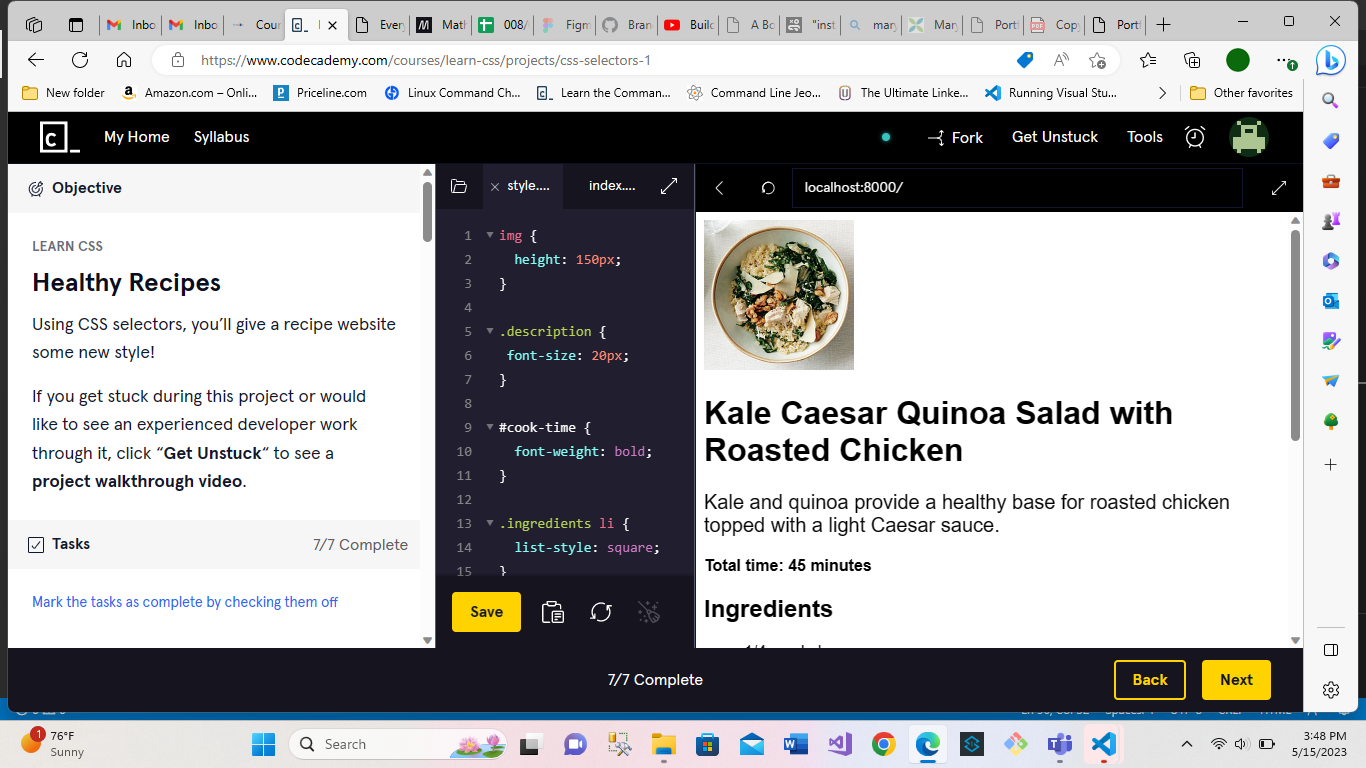 Inbo
Inbo
Cour
Every
Math
008/
Figm
Bran
Build
A Bo
"inst
mary
Mary
Portf
Copy
Portf
https://www.codecademy.com/courses/learn-css/projects/css-selectors-1
New folder
Amazon.com – Onli...
Priceline.com
Linux Command Ch...
Learn the Comman...
Command Line Jeo...
The Ultimate Linke...
Running Visual Stu...
Other favorites
My Home
Syllabus
Fork
Get Unstuck
Tools
Objective
LEARN CSS
Healthy Recipes
Using CSS selectors, you’ll give a recipe website
some new style!
If you get stuck during this project or would
like to see an experienced developer work
through it, click “Get Unstuck“ to see a
project walkthrough video.
Tasks
7/7 Complete
Mark the tasks as complete by checking them off
style....
index....
1 img {
2 height: 150px;
3 }
4
5 .description {
6 font-size: 20px;
7 }
8
9 #cook-time {
10 font-weight: bold;
11 }
12
13 .ingredients li {
14 list-style: square;
15 }
Save
localhost:8000/
Kale Caesar Quinoa Salad with
Roasted Chicken
Kale and quinoa provide a healthy base for roasted chicken
topped with a light Caesar sauce.
Total time: 45 minutes
Ingredients
7/7 Complete
Back
Next
1
76°F
Sunny
Search
3:48 PM
5/15/2023